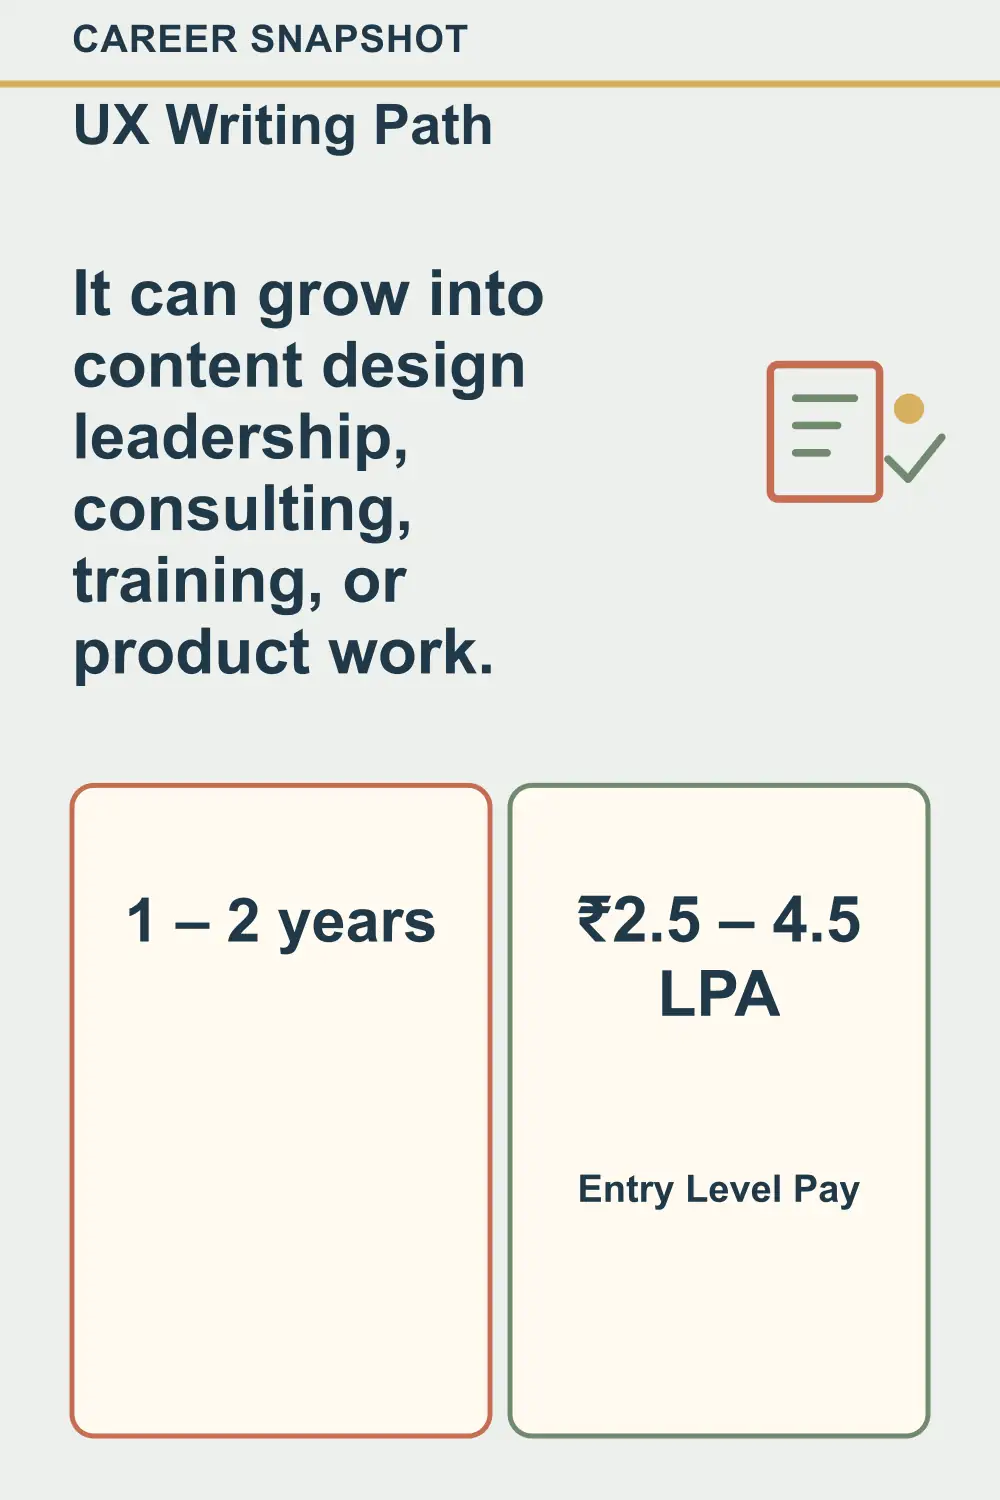 CAREER SNAPSHOT
UX Writing Path
It can grow into
content design
leadership,
consulting,
training, or
product work.
1 – 2 years
₹2.5 – 4.5
LPA
Entry Level Pay